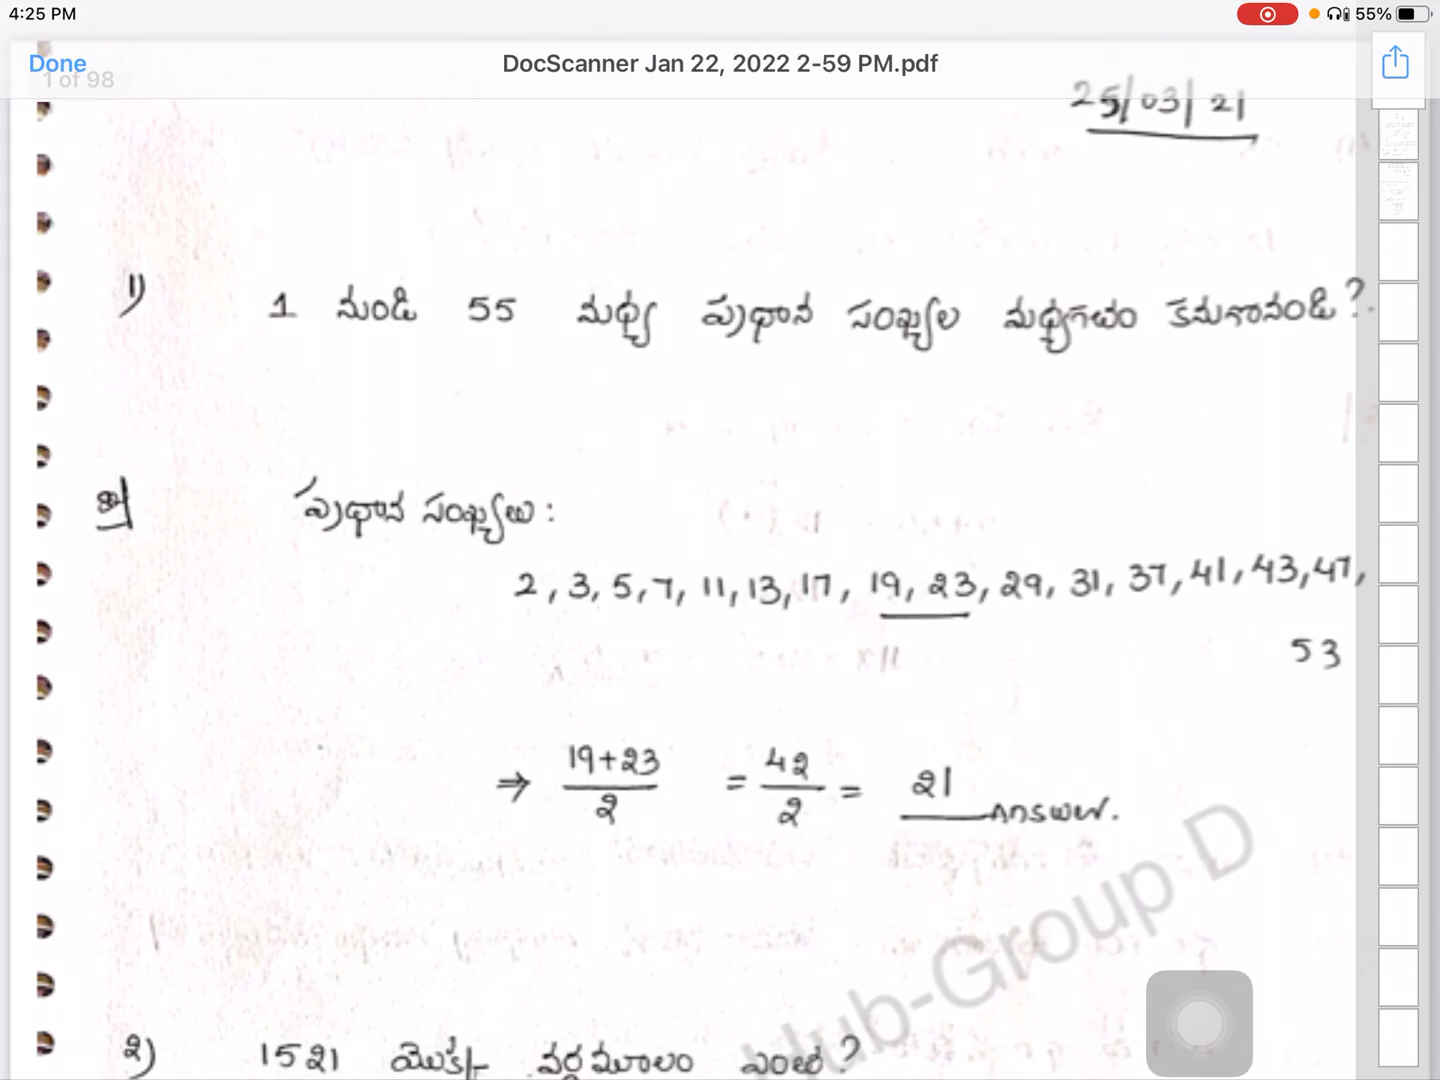 4:25 PM
55%
Done
DocScanner Jan 22, 2022 2-59 PM.pdf
1 of 98
25/03/21
1) 1 నుండి 55 మధ్య ప్రధాన సంఖ్యల మధ్యగతం కనుగొనండి?
ప్రధాన సంఖ్యలు :
2, 3, 5, 7, 11, 13, 17, 19, 23, 29, 31, 37, 41, 43, 47,
53
⇒ 19+23/2 = 42/2 = 21 Answer.
Hub-Group D
2) 1521 యొక్క వర్గమూలం ఎంత?